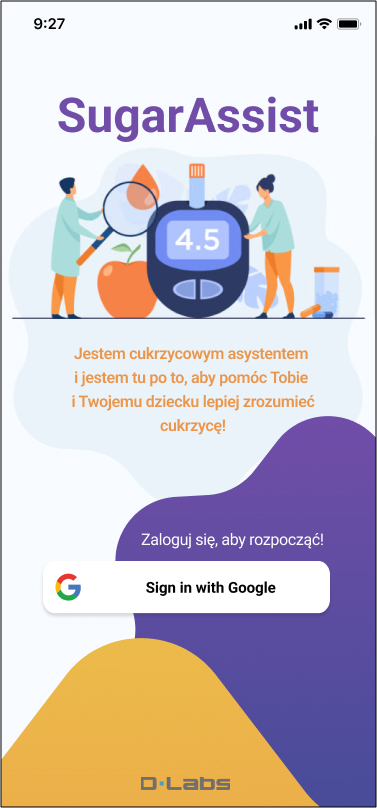 9:27
SugarAssist
4.5
Jestem cukrzycowym asystentem
i jestem tu po to, aby pomóc Tobie
i Twojemu dziecku lepiej zrozumieć
cukrzycę!
Zaloguj się, aby rozpocząć!
Sign in with Google
D-Labs